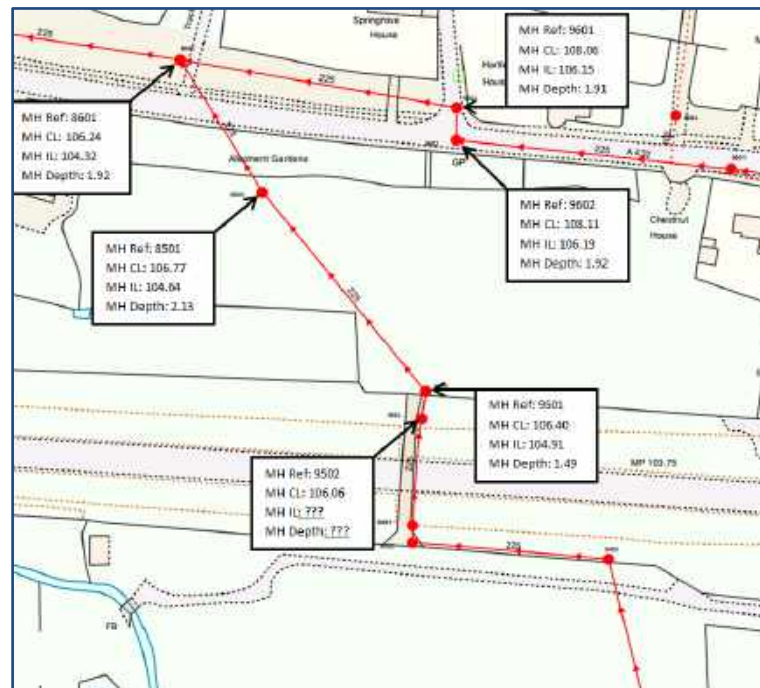 Springhive
House
MH Ref: 9601
MH CL: 108.06
MH IL: 106.15
MH Depth: 1.91
225
House
MH Ref: 8601
MH CL: 106.24
MH IL: 104.32
MH Depth: 1.92
Allotment Gardens
225
A 432
GP
MH Ref: 9602
MH CL: 108.11
MH IL: 106.19
MH Depth: 1.92
Chestnut
House
MH Ref: 8501
MH CL: 106.77
MH IL: 104.64
MH Depth: 2.13
225
MH Ref: 9501
MH CL: 106.40
MH IL: 104.91
MH Depth: 1.49
MH Ref: 9502
MH CL: 106.06
MH IL: ???
MH Depth: ???
225
MP 103.75
225
FB